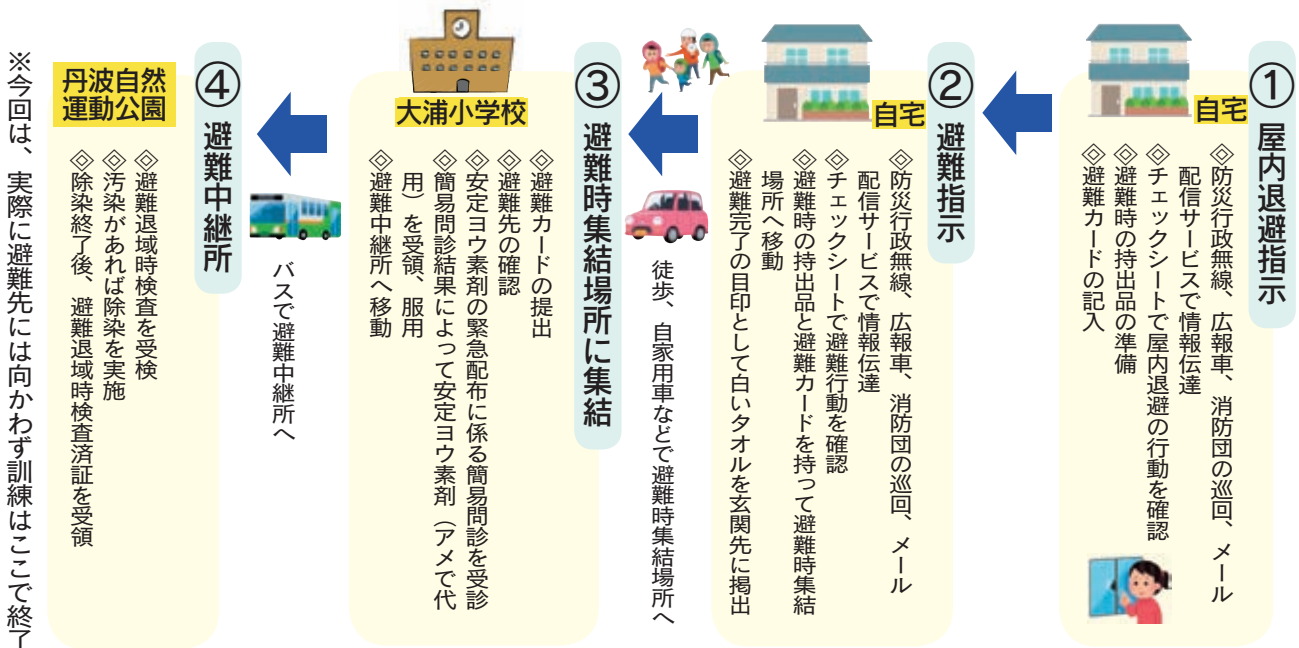 ①屋内退避指示
自宅
◇防災行政無線、広報車、消防団の巡回、メール
配信サービスで情報伝達
◇チェックシートで屋内退避の行動を確認
◇避難時の持出品の準備
◇避難カードの記入
②避難指示
自宅
◇防災行政無線、広報車、消防団の巡回、メール
配信サービスで情報伝達
◇チェックシートで避難行動を確認
◇避難時の持出品と避難カードを持って避難時集結
場所へ移動
◇避難完了の目印として白いタオルを玄関先に掲出
徒歩、自家用車などで避難時集結場所へ
③避難時集結場所に集結
大浦小学校
◇避難カードの提出
◇避難先の確認
◇安定ヨウ素剤の緊急配布に係る簡易問診を受診
◇簡易問診結果によって安定ヨウ素剤（アメで代
用）を受領、服用
◇避難中継所へ移動
バスで避難中継所へ
④避難中継所
丹波自然
運動公園
◇避難退域時検査を受検
◇汚染があれば除染を実施
◇除染終了後、避難退域時検査済証を受領
※今回は、実際に避難先には向かわず訓練はここで終了